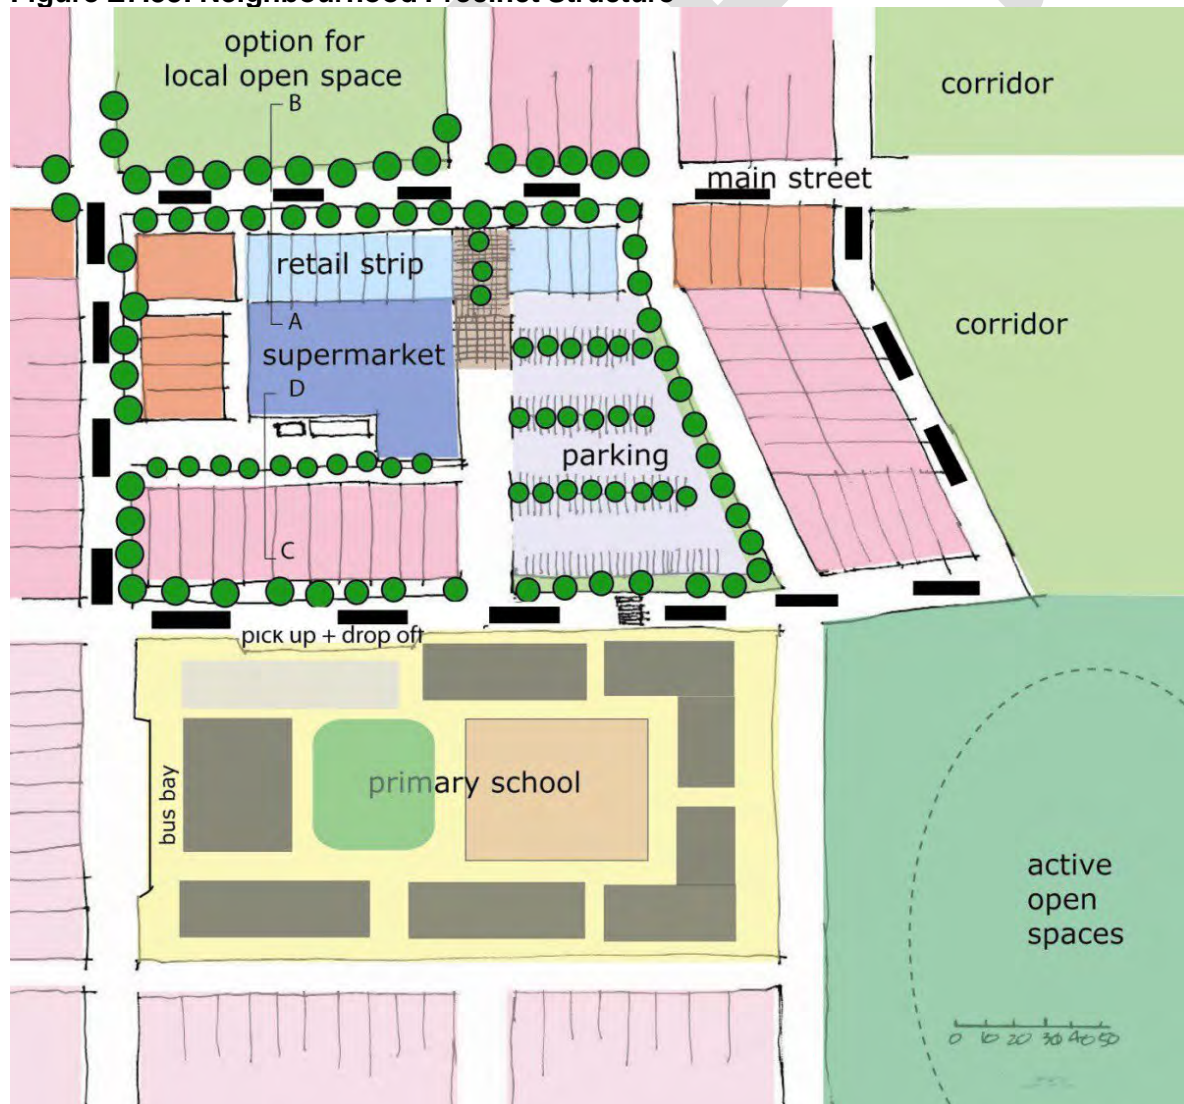 option for
local open space
corridor
B
main street
retail strip
A
supermarket
corridor
D
parking
C
pick up + drop off
primary school
bus bay
active
open
spaces
0 10 20 30 40 50